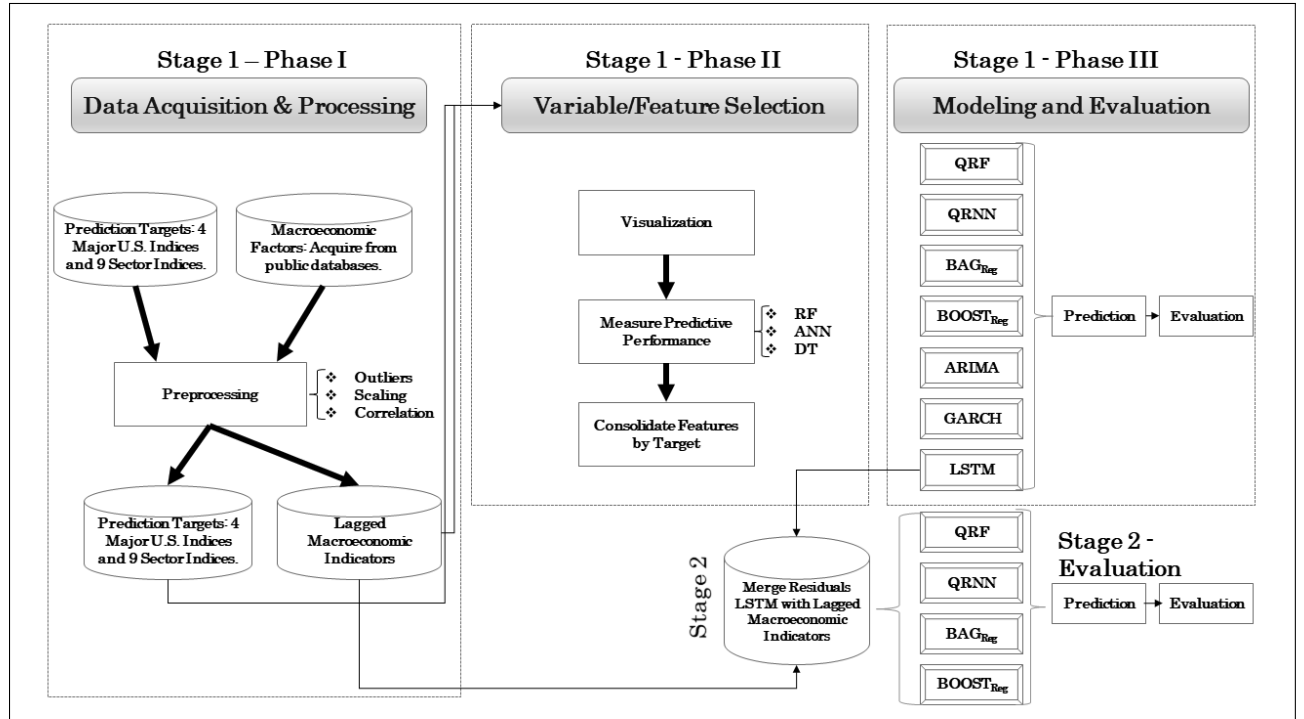 Stage 1 – Phase I
Data Acquisition & Processing
Prediction Targets: 4
Major U.S. Indices
and 9 Sector Indices.
Macroeconomic
Factors: Acquire from
public databases.
Preprocessing
❖ Outliers
❖ Scaling
❖ Correlation
Prediction Targets: 4
Major U.S. Indices
and 9 Sector Indices.
Lagged
Macroeconomic
Indicators
Stage 1 - Phase II
Variable/Feature Selection
Visualization
Measure Predictive
Performance
❖ RF
❖ ANN
❖ DT
Consolidate Features
by Target
Stage 1 - Phase III
Modeling and Evaluation
QRF
QRNN
BAGReg
BOOSTReg
ARIMA
GARCH
LSTM
Prediction
Evaluation
Stage 2
Merge Residuals
LSTM with Lagged
Macroeconomic
Indicators
QRF
QRNN
BAGReg
BOOSTReg
Stage 2 -
Evaluation
Prediction
Evaluation